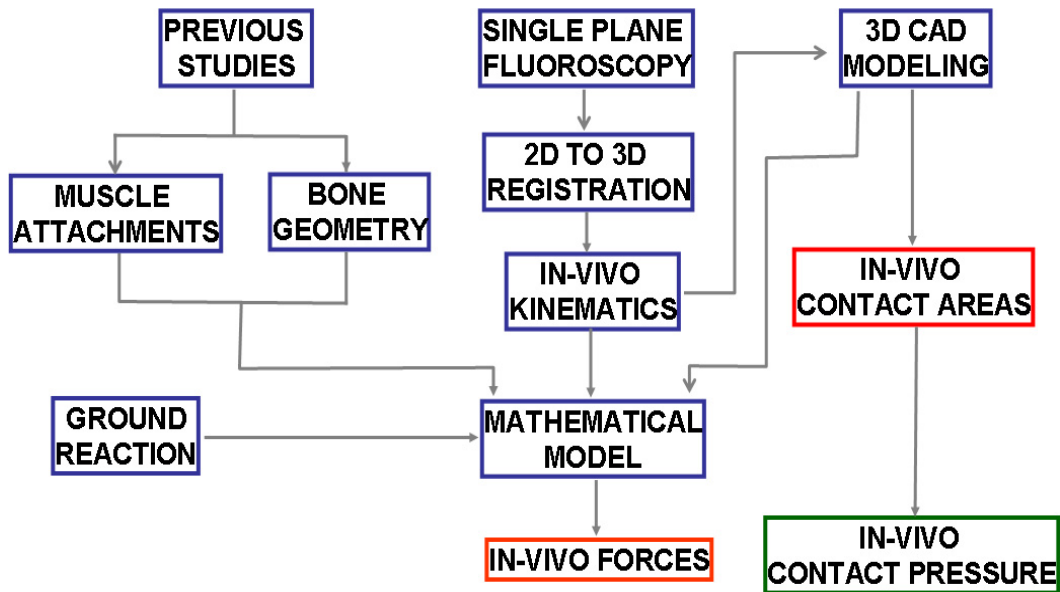 PREVIOUS
STUDIES
SINGLE PLANE
FLUOROSCOPY
3D CAD
MODELING
2D TO 3D
REGISTRATION
MUSCLE
ATTACHMENTS
BONE
GEOMETRY
IN-VIVO
KINEMATICS
IN-VIVO
CONTACT AREAS
GROUND
REACTION
MATHEMATICAL
MODEL
IN-VIVO FORCES
IN-VIVO
CONTACT PRESSURE